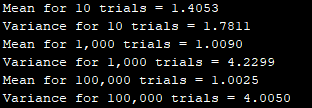 Mean for 10 trials = 1.4053
Variance for 10 trials = 1.7811
Mean for 1,000 trials = 1.0090
Variance for 1,000 trials = 4.2299
Mean for 100,000 trials = 1.0025
Variance for 100,000 trials = 4.0050